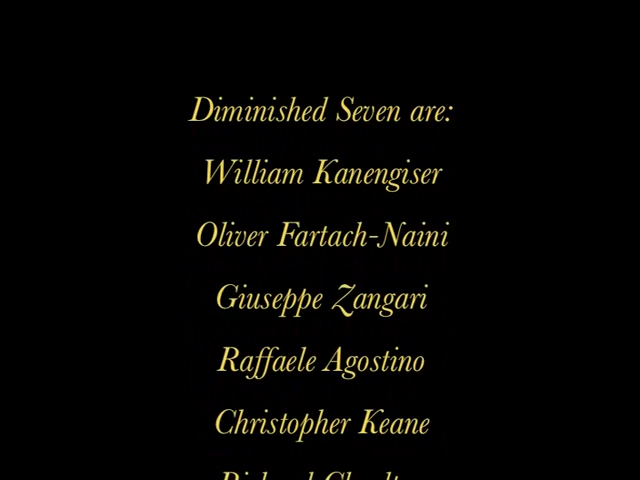 Diminished Seven are:
William Kanengiser
Oliver Fartach-Naini
Giuseppe Zangari
Raffaele Agostino
Christopher Keane